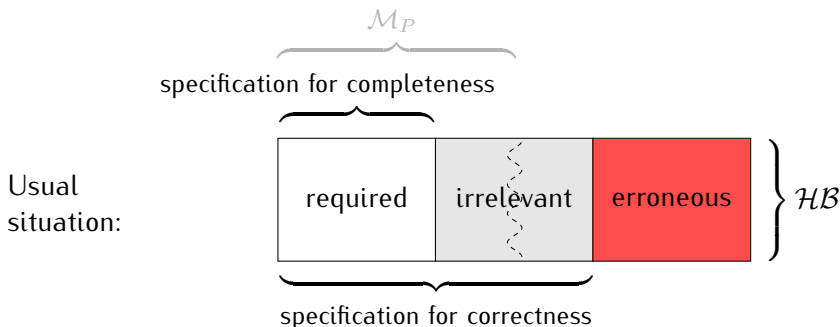 𝓜_P
specification for completeness
Usual
situation:
required
irrelevant
erroneous
𝓗𝓑
specification for correctness